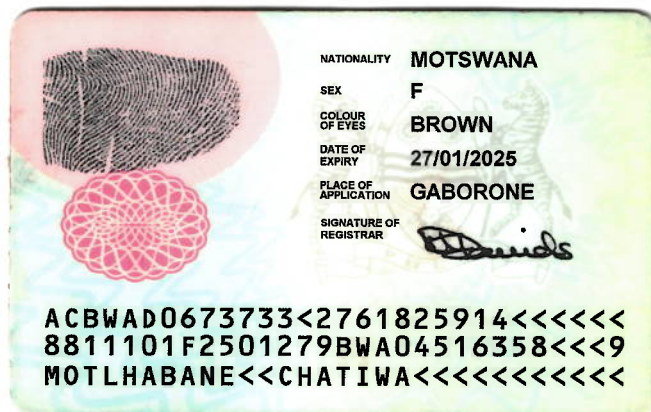 NATIONALITY MOTSWANA
SEX F
COLOUR OF EYES BROWN
DATE OF EXPIRY 27/01/2025
PLACE OF APPLICATION GABORONE
SIGNATURE OF REGISTRAR
ACBWAD0673733<2761825914<<<<<<
8811101F2501279BWA04516358<<<9
MOTLHABANE<<CHATIWA<<<<<<<<<<<